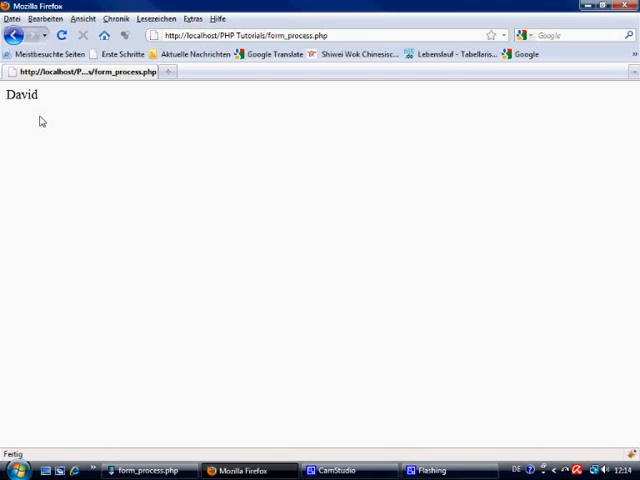 Mozilla Firefox
Datei Bearbeiten Ansicht Chronik Lesezeichen Extras Hilfe
http://localhost/PHP Tutorials/form_process.php Google
Meistbesuchte Seiten Erste Schritte Aktuelle Nachrichten Google Translate Shiwei Wok Chinesisc... Lebenslauf - Tabellaris... Google
http://localhost/P...s/form_process.php
David
Fertig
form_process.php Mozilla Firefox CamStudio Flashing DE 12:14